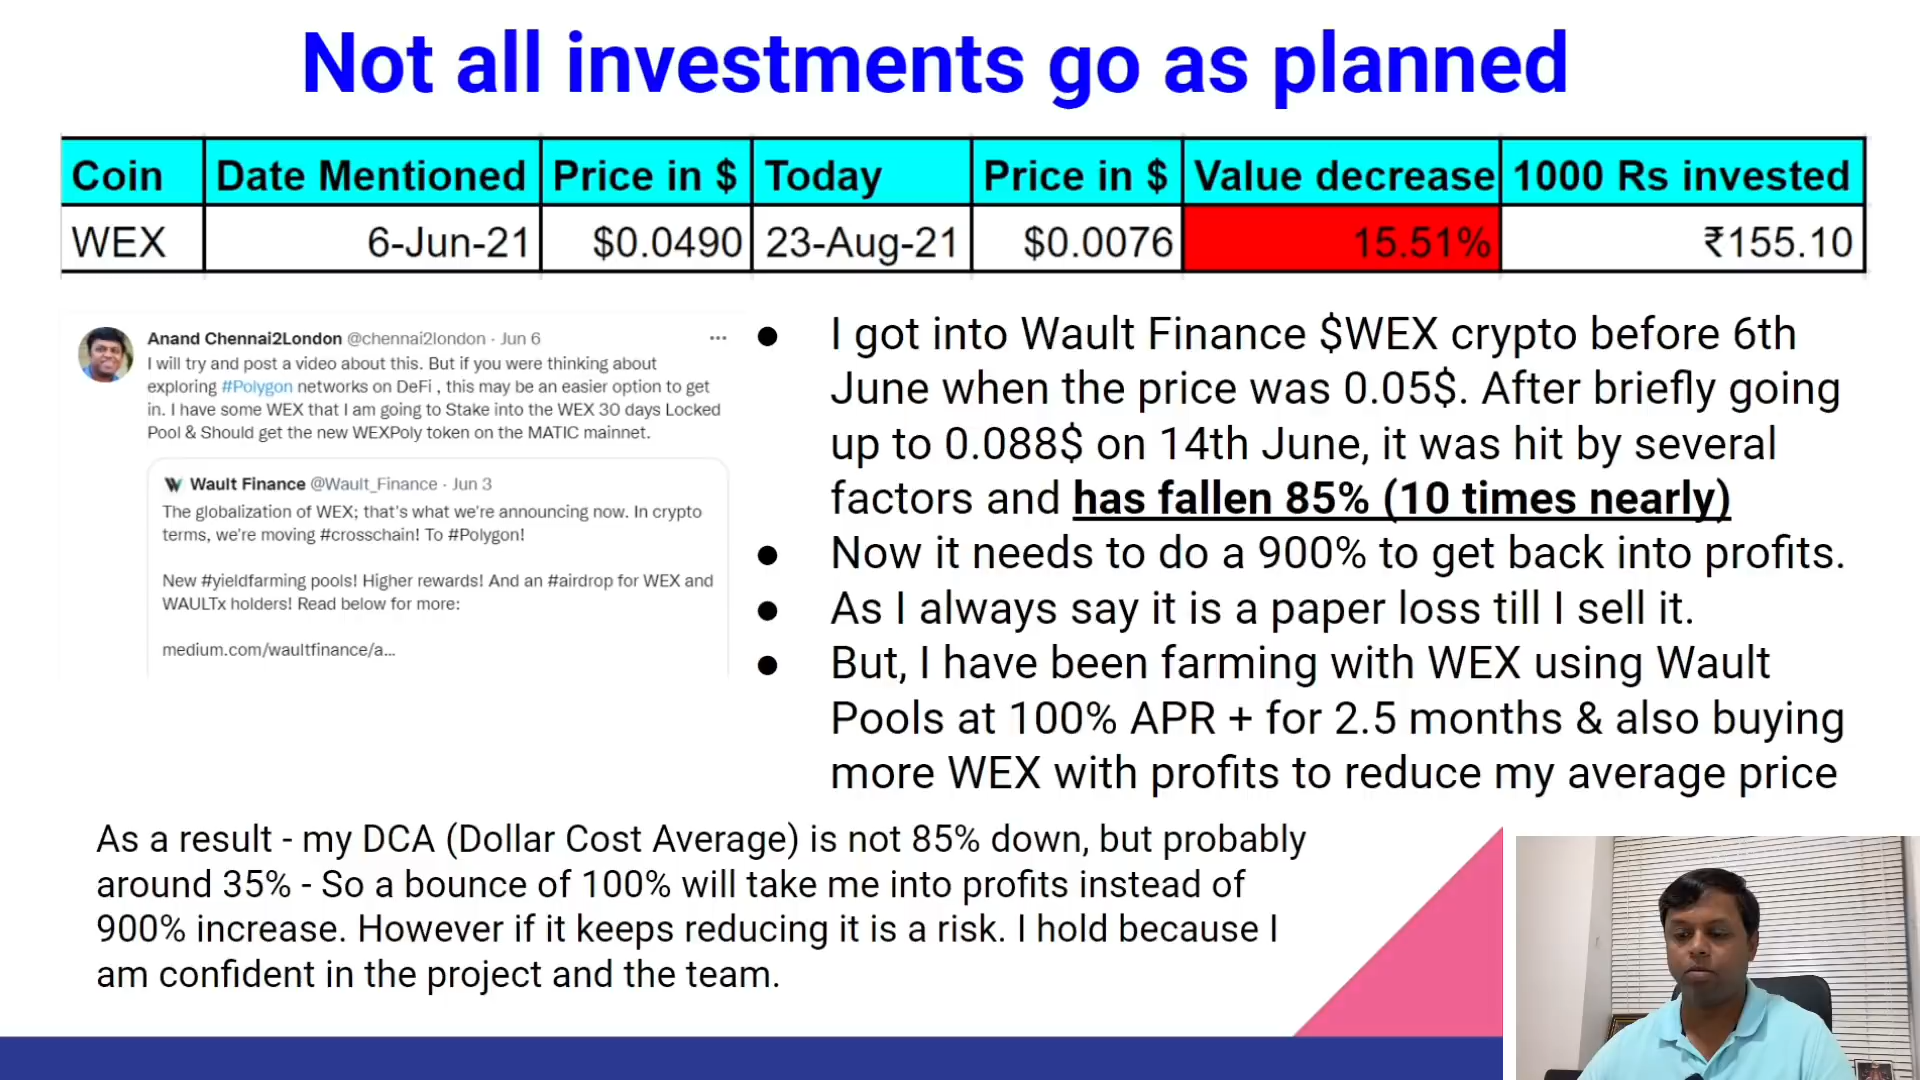 Not all investments go as planned
Coin Date Mentioned Price in $ Today Price in $ Value decrease 1000 Rs invested
WEX 6-Jun-21 $0.0490 23-Aug-21 $0.0076 15.51% ₹155.10
Anand Chennai2London @chennai2london · Jun 6 ...
I will try and post a video about this. But if you were thinking about
exploring #Polygon networks on DeFi , this may be an easier option to get
in. I have some WEX that I am going to Stake into the WEX 30 days Locked
Pool & Should get the new WEXPoly token on the MATIC mainnet.
Wault Finance @Wault_Finance · Jun 3
The globalization of WEX; that's what we're announcing now. In crypto
terms, we're moving #crosschain! To #Polygon!
New #yieldfarming pools! Higher rewards! And an #airdrop for WEX and
WAULTx holders! Read below for more:
medium.com/waultfinance/a...
● I got into Wault Finance $WEX crypto before 6th
June when the price was 0.05$. After briefly going
up to 0.088$ on 14th June, it was hit by several
factors and has fallen 85% (10 times nearly)
● Now it needs to do a 900% to get back into profits.
● As I always say it is a paper loss till I sell it.
● But, I have been farming with WEX using Wault
Pools at 100% APR + for 2.5 months & also buying
more WEX with profits to reduce my average price
As a result - my DCA (Dollar Cost Average) is not 85% down, but probably
around 35% - So a bounce of 100% will take me into profits instead of
900% increase. However if it keeps reducing it is a risk. I hold because I
am confident in the project and the team.